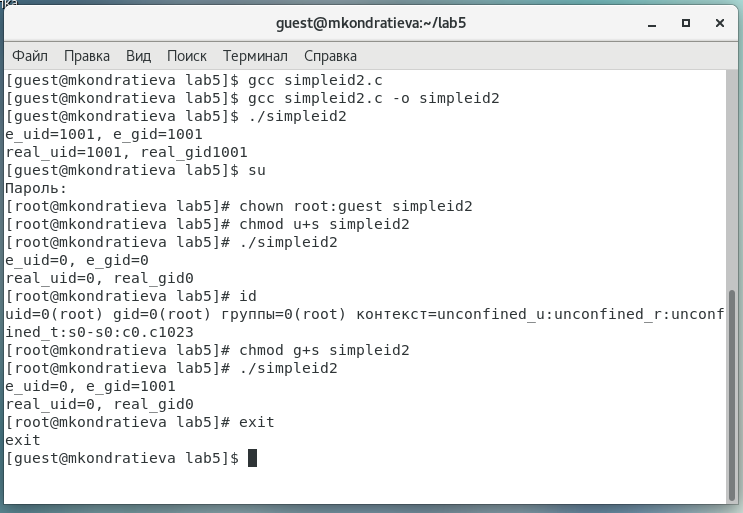 пка
guest@mkondratieva:~/lab5
Файл Правка Вид Поиск Терминал Справка
[guest@mkondratieva lab5]$ gcc simpleid2.c
[guest@mkondratieva lab5]$ gcc simpleid2.c -o simpleid2
[guest@mkondratieva lab5]$ ./simpleid2
e_uid=1001, e_gid=1001
real_uid=1001, real_gid1001
[guest@mkondratieva lab5]$ su
Пароль:
[root@mkondratieva lab5]# chown root:guest simpleid2
[root@mkondratieva lab5]# chmod u+s simpleid2
[root@mkondratieva lab5]# ./simpleid2
e_uid=0, e_gid=0
real_uid=0, real_gid0
[root@mkondratieva lab5]# id
uid=0(root) gid=0(root) группы=0(root) контекст=unconfined_u:unconfined_r:unconf
ined_t:s0-s0:c0.c1023
[root@mkondratieva lab5]# chmod g+s simpleid2
[root@mkondratieva lab5]# ./simpleid2
e_uid=0, e_gid=1001
real_uid=0, real_gid0
[root@mkondratieva lab5]# exit
exit
[guest@mkondratieva lab5]$